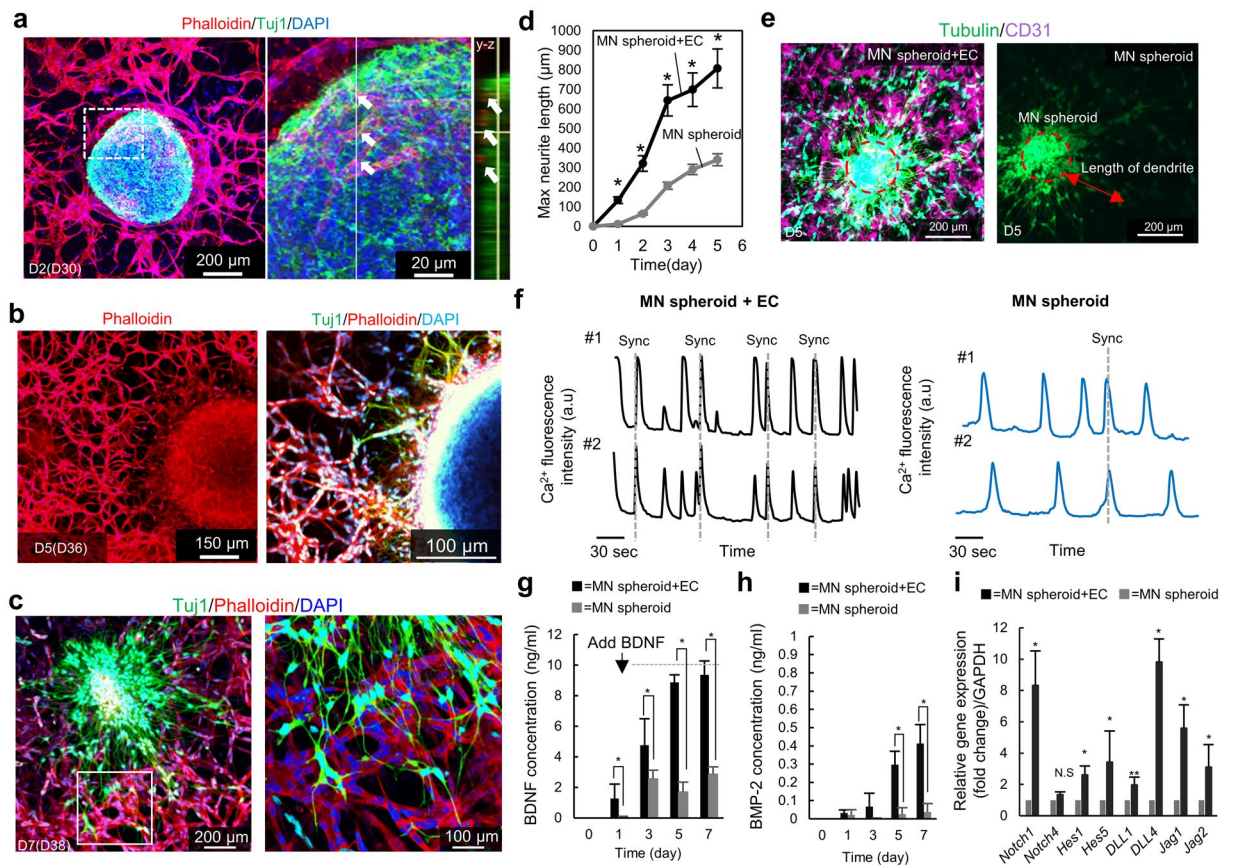 a
Phalloidin/Tuj1/DAPI
y-z
D2(D30)
200 µm
20 µm
b
Phalloidin
Tuj1/Phalloidin/DAPI
D5(D36)
150 µm
100 µm
c
Tuj1/Phalloidin/DAPI
D7(D38)
200 µm
100 µm
d
Max neurite length (µm)
1000
900
800
700
600
500
400
300
200
100
0
MN spheroid+EC
MN spheroid
* * * * *
0 1 2 3 4 5 6
Time(day)
e
Tubulin/CD31
MN spheroid+EC
D5
200 µm
MN spheroid
MN spheroid
Length of dendrite
D5
200 µm
f
MN spheroid + EC
#1
Sync Sync Sync Sync
#2
Ca2+ fluorescence
intensity (a.u)
30 sec
Time
MN spheroid
Sync
#1
#2
Ca2+ fluorescence
intensity (a.u)
30 sec
Time
g
=MN spheroid+EC
=MN spheroid
BDNF concentration (ng/ml)
12
10
8
6
4
2
0
Add BDNF
* * * *
0 1 3 5 7
Time (day)
h
=MN spheroid+EC
=MN spheroid
BMP-2 concentration (ng/ml)
1
0.9
0.8
0.7
0.6
0.5
0.4
0.3
0.2
0.1
0
* *
0 1 3 5 7
Time (day)
i
=MN spheroid+EC =MN spheroid
Relative gene expression
(fold change)/GAPDH
12
10
8
6
4
2
0
* N.S * * ** * * *
Notch1 Notch4 Hes1 Hes5 DLL1 DLL4 Jag1 Jag2